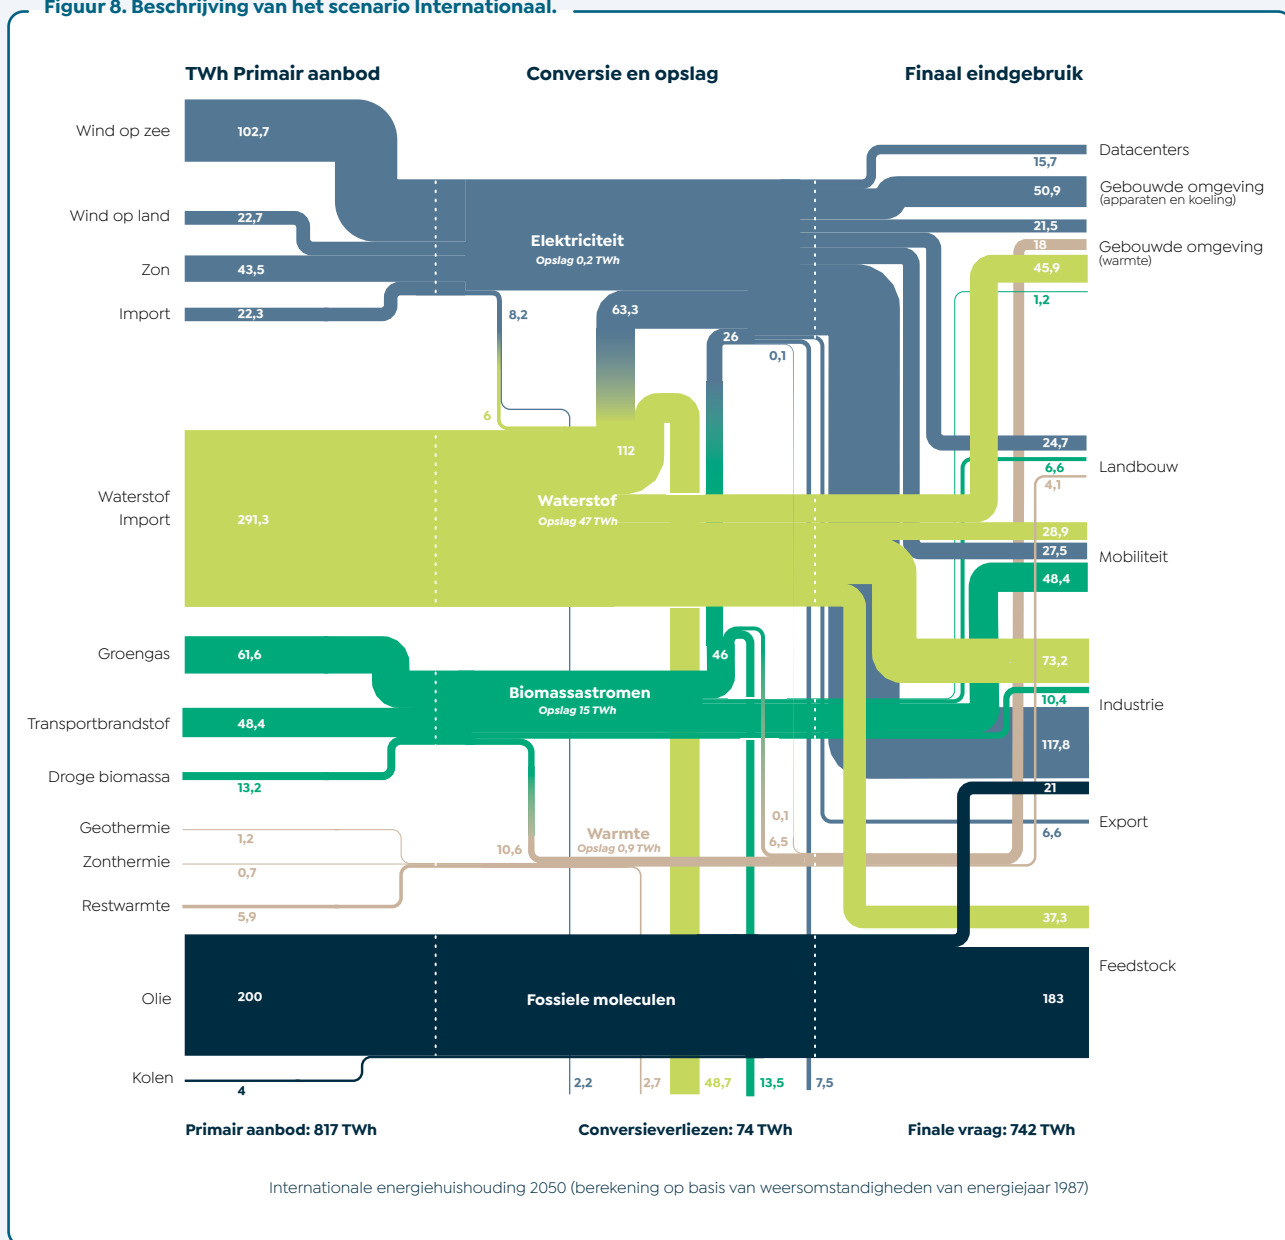 Figuur 8. Beschrijving van het scenario Internationaal.
TWh Primair aanbod
Conversie en opslag
Finaal eindgebruik
Wind op zee
102,7
Datacenters
15,7
50,9
Gebouwde omgeving
(apparaten en koeling)
Wind op land
22,7
21,5
Elektriciteit
Opslag 0,2 TWh
18
Gebouwde omgeving
(warmte)
Zon
43,5
45,9
1,2
Import
22,3
8,2
63,3
26
0,1
6
112
24,7
6,6
Landbouw
4,1
Waterstof
Import
291,3
Waterstof
Opslag 47 TWh
28,9
27,5
Mobiliteit
48,4
Groengas
61,6
46
73,2
Biomassastromen
Opslag 15 TWh
10,4
Industrie
Transportbrandstof
48,4
117,8
Droge biomassa
13,2
21
0,1
Export
6,6
Geothermie
1,2
Warmte
Opslag 0,9 TWh
10,6
6,5
Zonthermie
0,7
Restwarmte
5,9
37,3
Feedstock
Olie
200
Fossiele moleculen
183
Kolen
4
2,2
2,7
48,7
13,5
7,5
Primair aanbod: 817 TWh
Conversieverliezen: 74 TWh
Finale vraag: 742 TWh
Internationale energiehuishouding 2050 (berekening op basis van weersomstandigheden van energiejaar 1987)